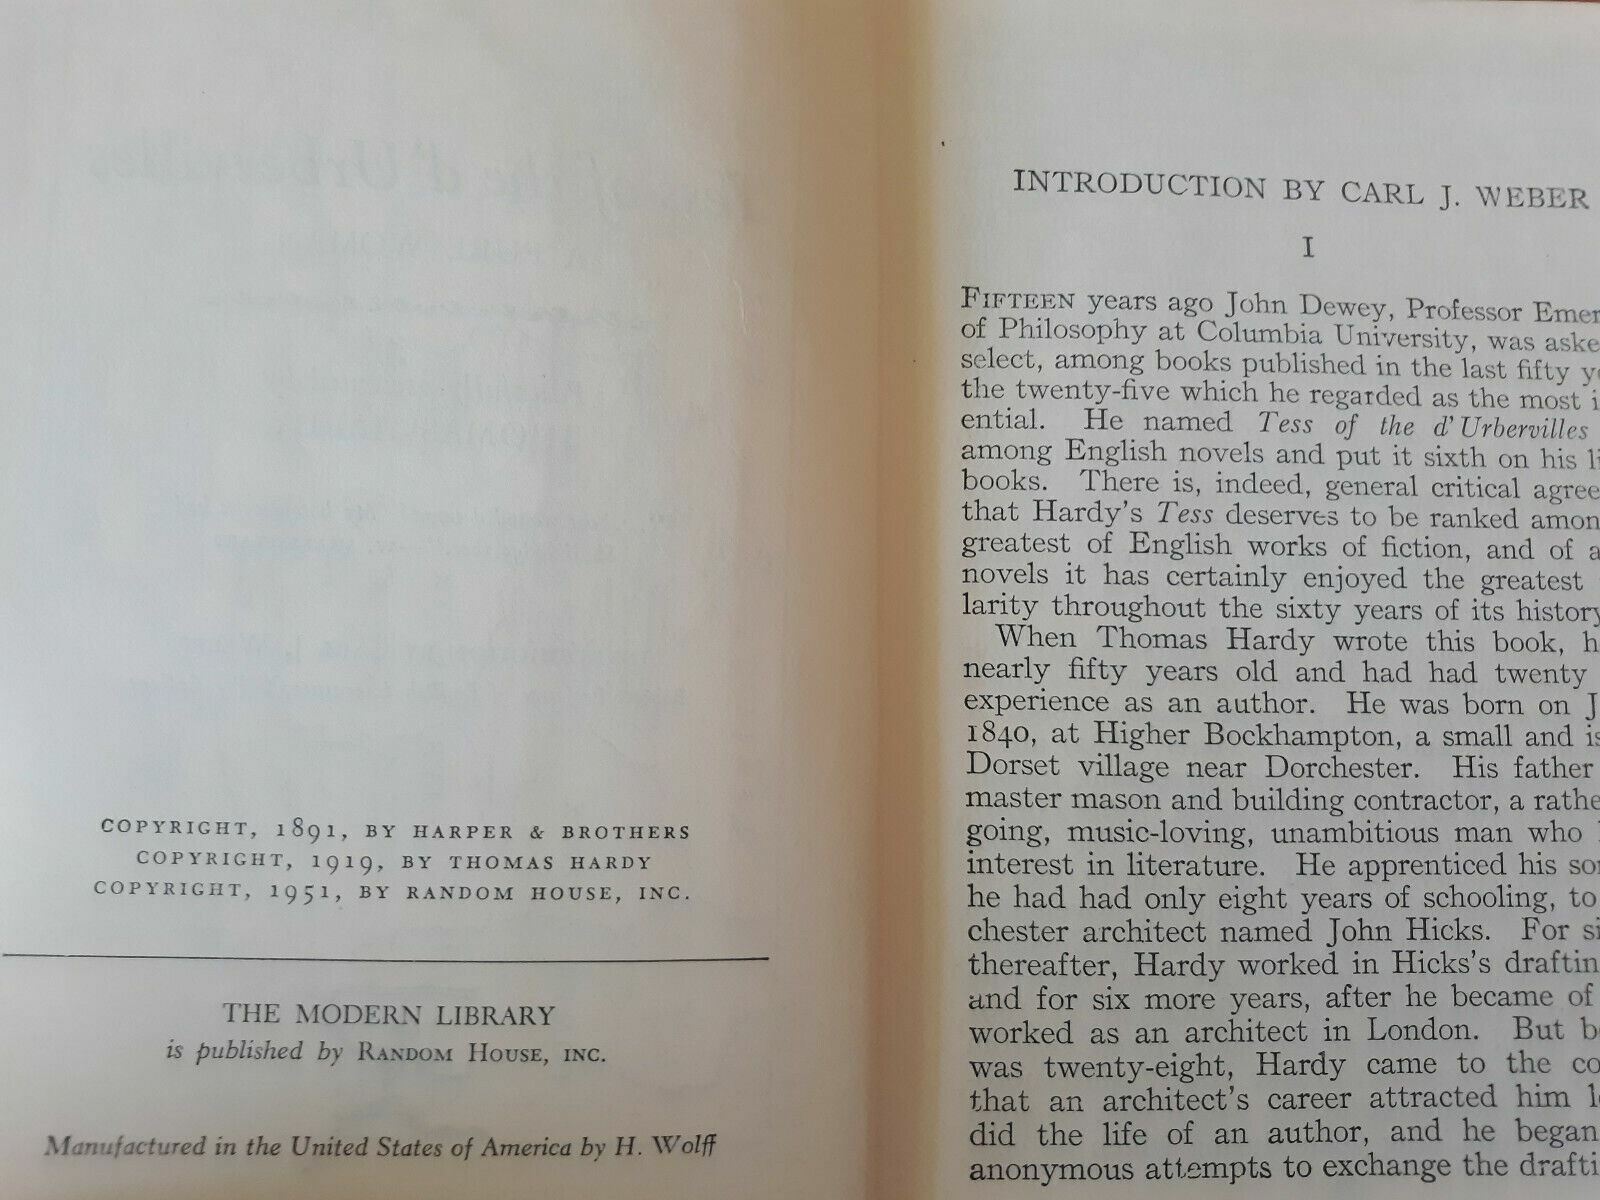 COPYRIGHT, 1891, BY HARPER & BROTHERS
COPYRIGHT, 1919, BY THOMAS HARDY
COPYRIGHT, 1951, BY RANDOM HOUSE, INC.
THE MODERN LIBRARY
is published by RANDOM HOUSE, INC.
Manufactured in the United States of America by H. Wolff
INTRODUCTION BY CARL J. WEBER
I
FIFTEEN years ago John Dewey, Professor Emer
of Philosophy at Columbia University, was aske
select, among books published in the last fifty y
the twenty-five which he regarded as the most i
ential. He named Tess of the d'Urbervilles
among English novels and put it sixth on his li
books. There is, indeed, general critical agree
that Hardy's Tess deserves to be ranked amon
greatest of English works of fiction, and of a
novels it has certainly enjoyed the greatest
larity throughout the sixty years of its history
When Thomas Hardy wrote this book, h
nearly fifty years old and had had twenty
experience as an author. He was born on J
1840, at Higher Bockhampton, a small and is
Dorset village near Dorchester. His father
master mason and building contractor, a rathe
going, music-loving, unambitious man who
interest in literature. He apprenticed his so
he had had only eight years of schooling, to
chester architect named John Hicks. For si
thereafter, Hardy worked in Hicks's draftin
and for six more years, after he became of
worked as an architect in London. But b
was twenty-eight, Hardy came to the co
that an architect's career attracted him l
did the life of an author, and he began
anonymous attempts to exchange the drafti